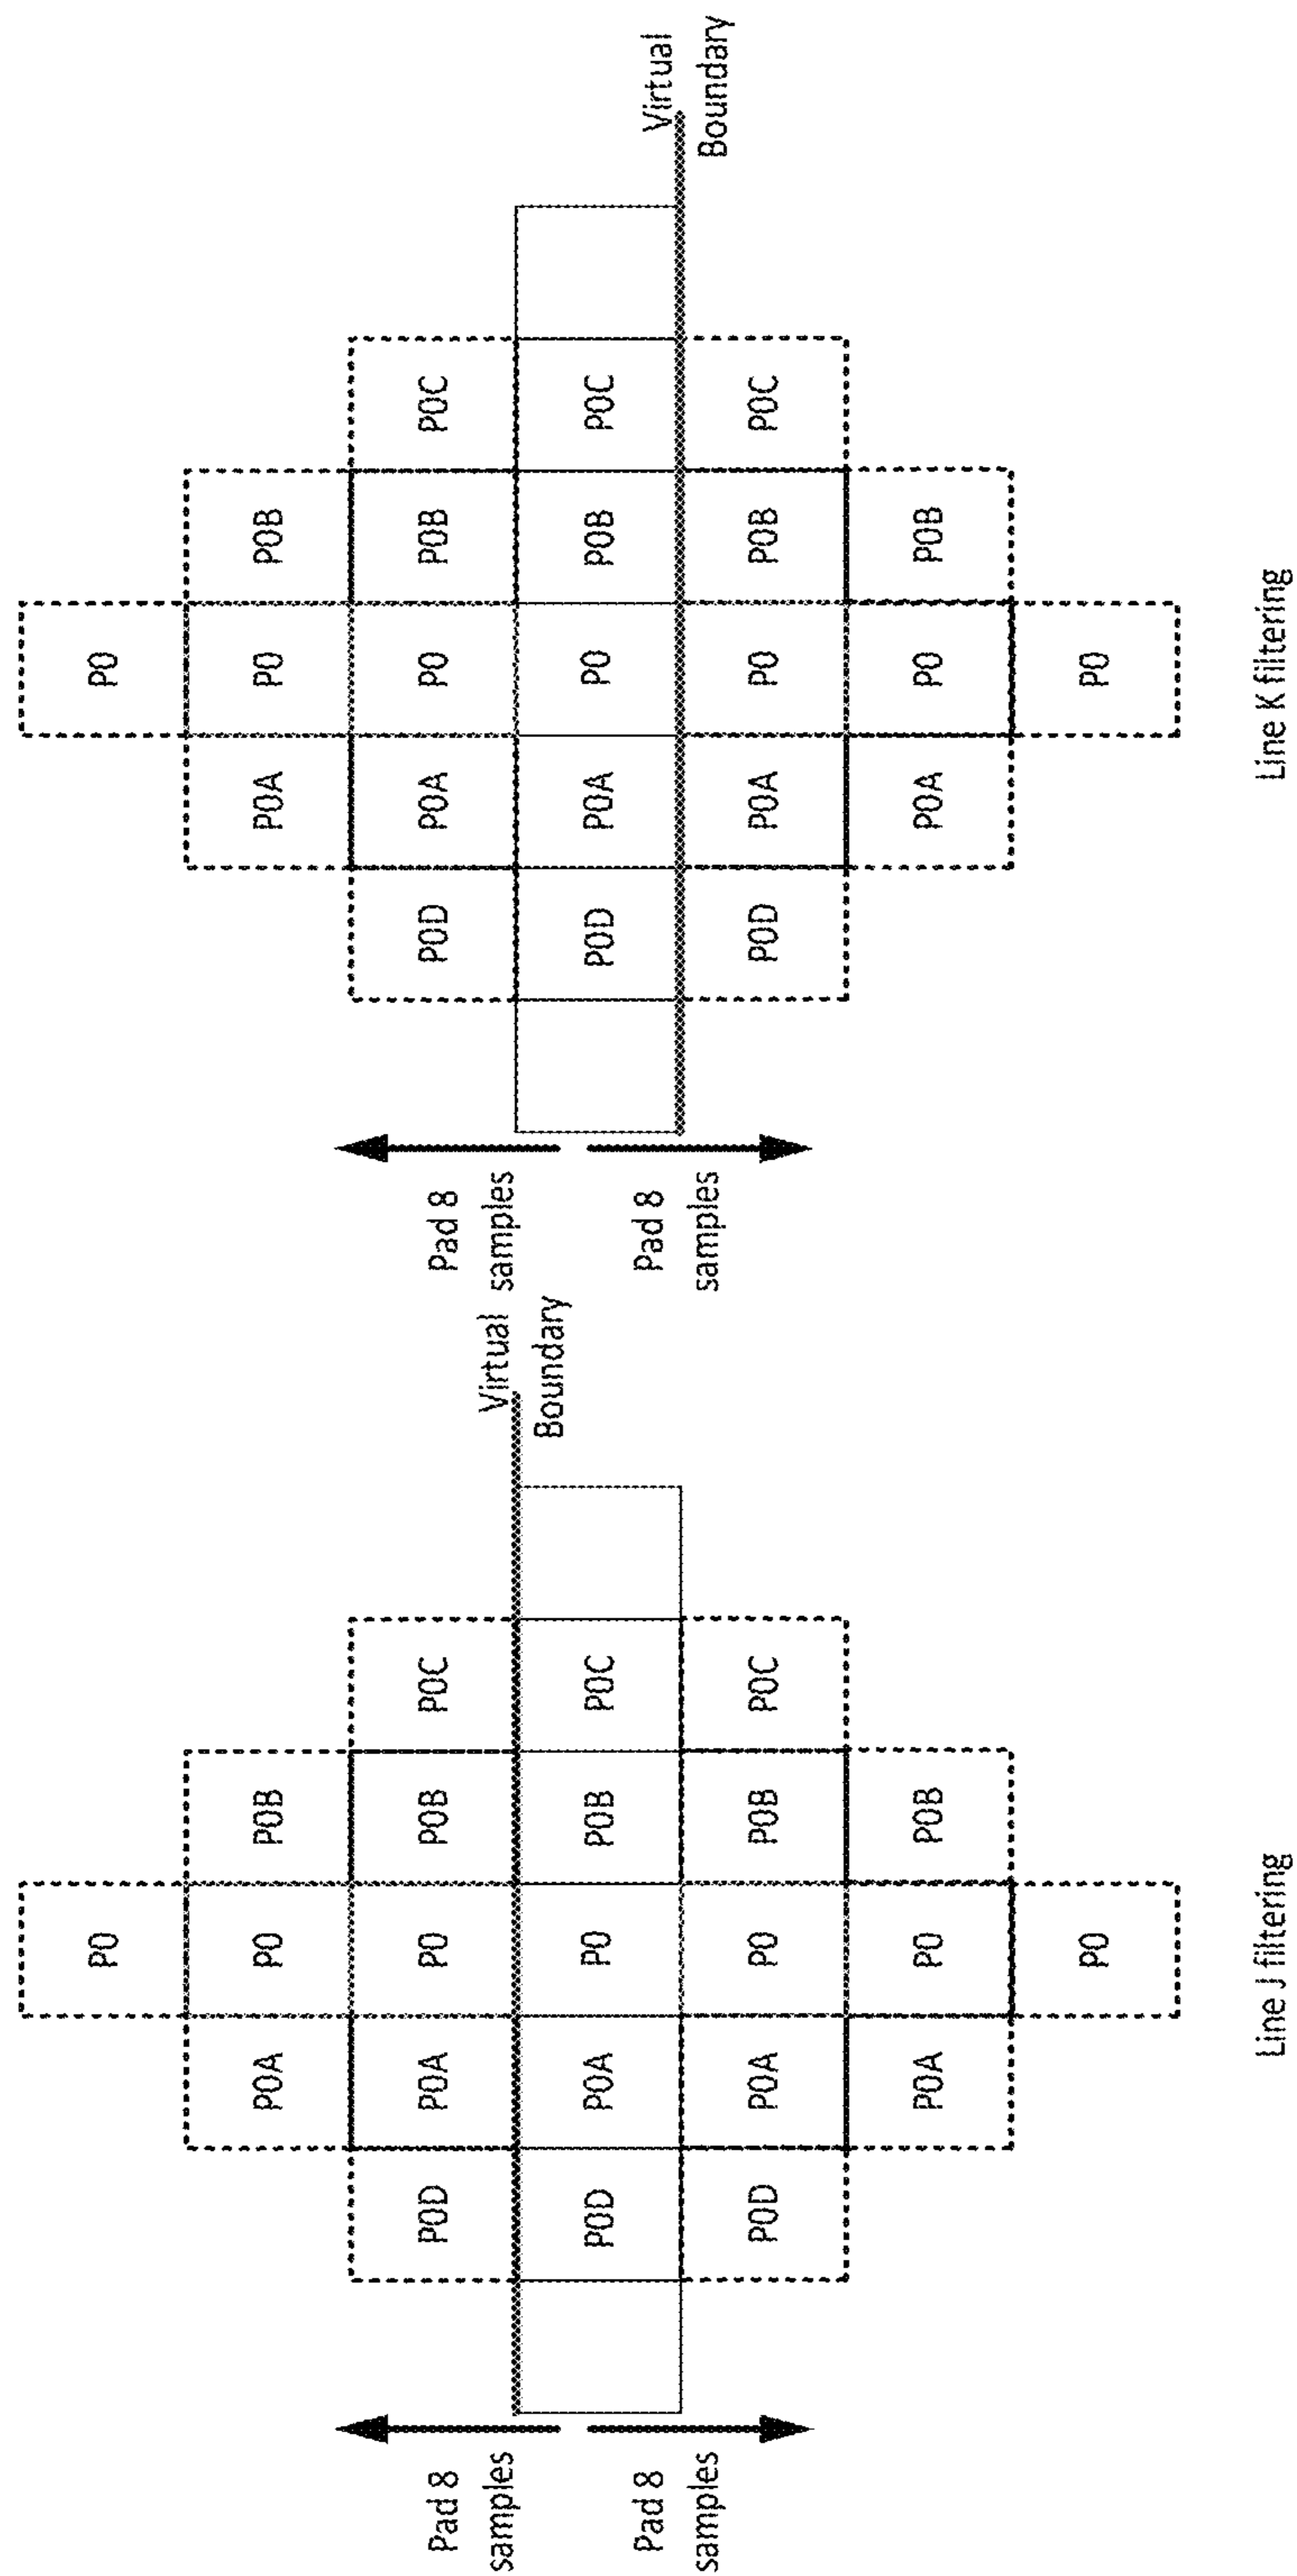 P0
P0A P0 P0B
Pad 8
samples
P0D P0A P0 P0B P0C
Virtual
Boundary
P0D P0A P0 P0B P0C
Pad 8
samples
P0D P0A P0 P0B P0C
P0A P0 P0B
P0
Line J filtering
P0
P0A P0 P0B
Pad 8
samples
P0D P0A P0 P0B P0C
P0D P0A P0 P0B P0C
Virtual
Boundary
Pad 8
samples
P0D P0A P0 P0B P0C
P0A P0 P0B
P0
Line K filtering